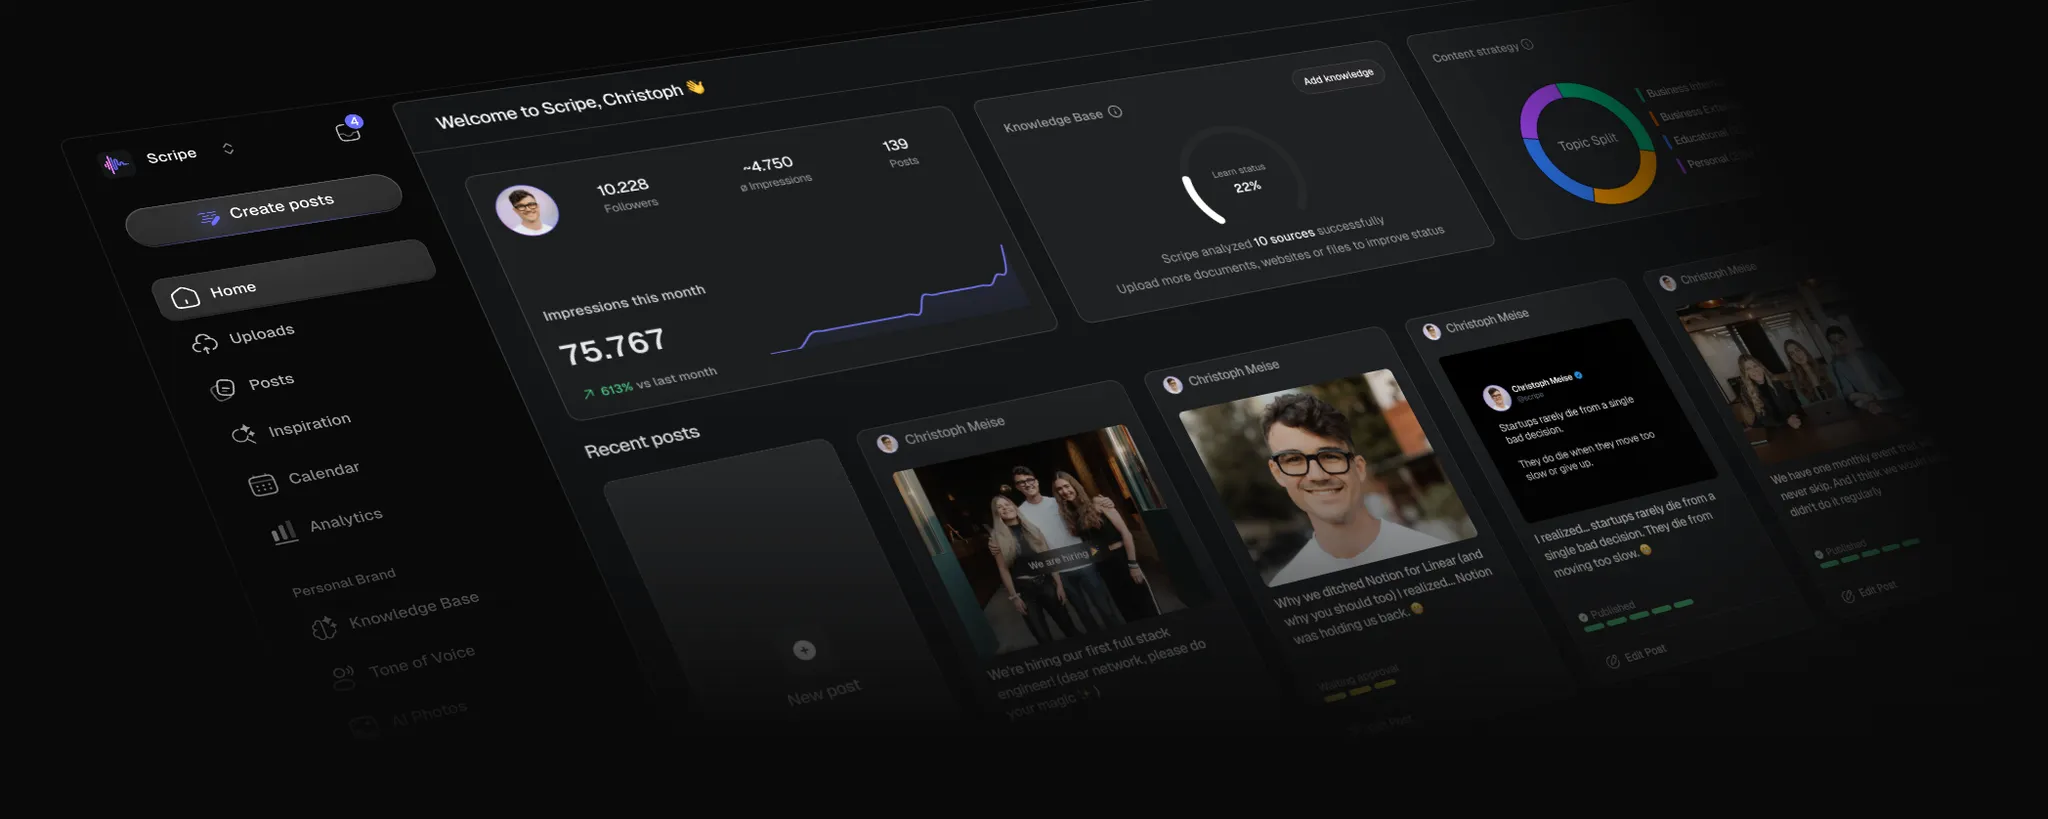 Scripe
4
Create posts
Home
Uploads
Posts
Inspiration
Calendar
Analytics
Personal Brand
Knowledge Base
Tone of Voice
AI Photos
Welcome to Scripe, Christoph 👋
10.228
Followers
~4.750
ø Impressions
139
Posts
Impressions this month
75.767
613% vs last month
Knowledge Base
Add knowledge
Learn status
22%
Scripe analyzed 10 sources successfully
Upload more documents, websites or files to improve status
Content strategy
Topic Split
Business
Business
Educational
Personal
Recent posts
New post
Christoph Meise
We are hiring
We're hiring our first full stack
engineer! (dear network, please do
your magic ✨)
Christoph Meise
Why we ditched Notion for Linear (and
why you should too) I realized... Notion
was holding us back.
Waiting approval
Christoph Meise
Christoph Meise
@scripe
Startups rarely die from a single
bad decision.
They do die when they move too
slow or give up.
I realized... startups rarely die from a
single bad decision. They die from
moving too slow.
Published
Edit Post
Christoph Meise
We have one monthly event that we
never skip. And I think we would
didn't do it regularly
Published
Edit Post